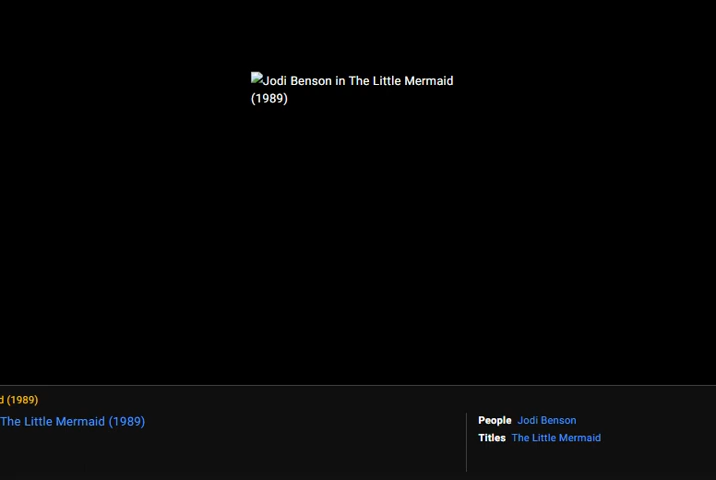 Jodi Benson in The Little Mermaid
(1989)
d (1989)
The Little Mermaid (1989)
People Jodi Benson
Titles The Little Mermaid